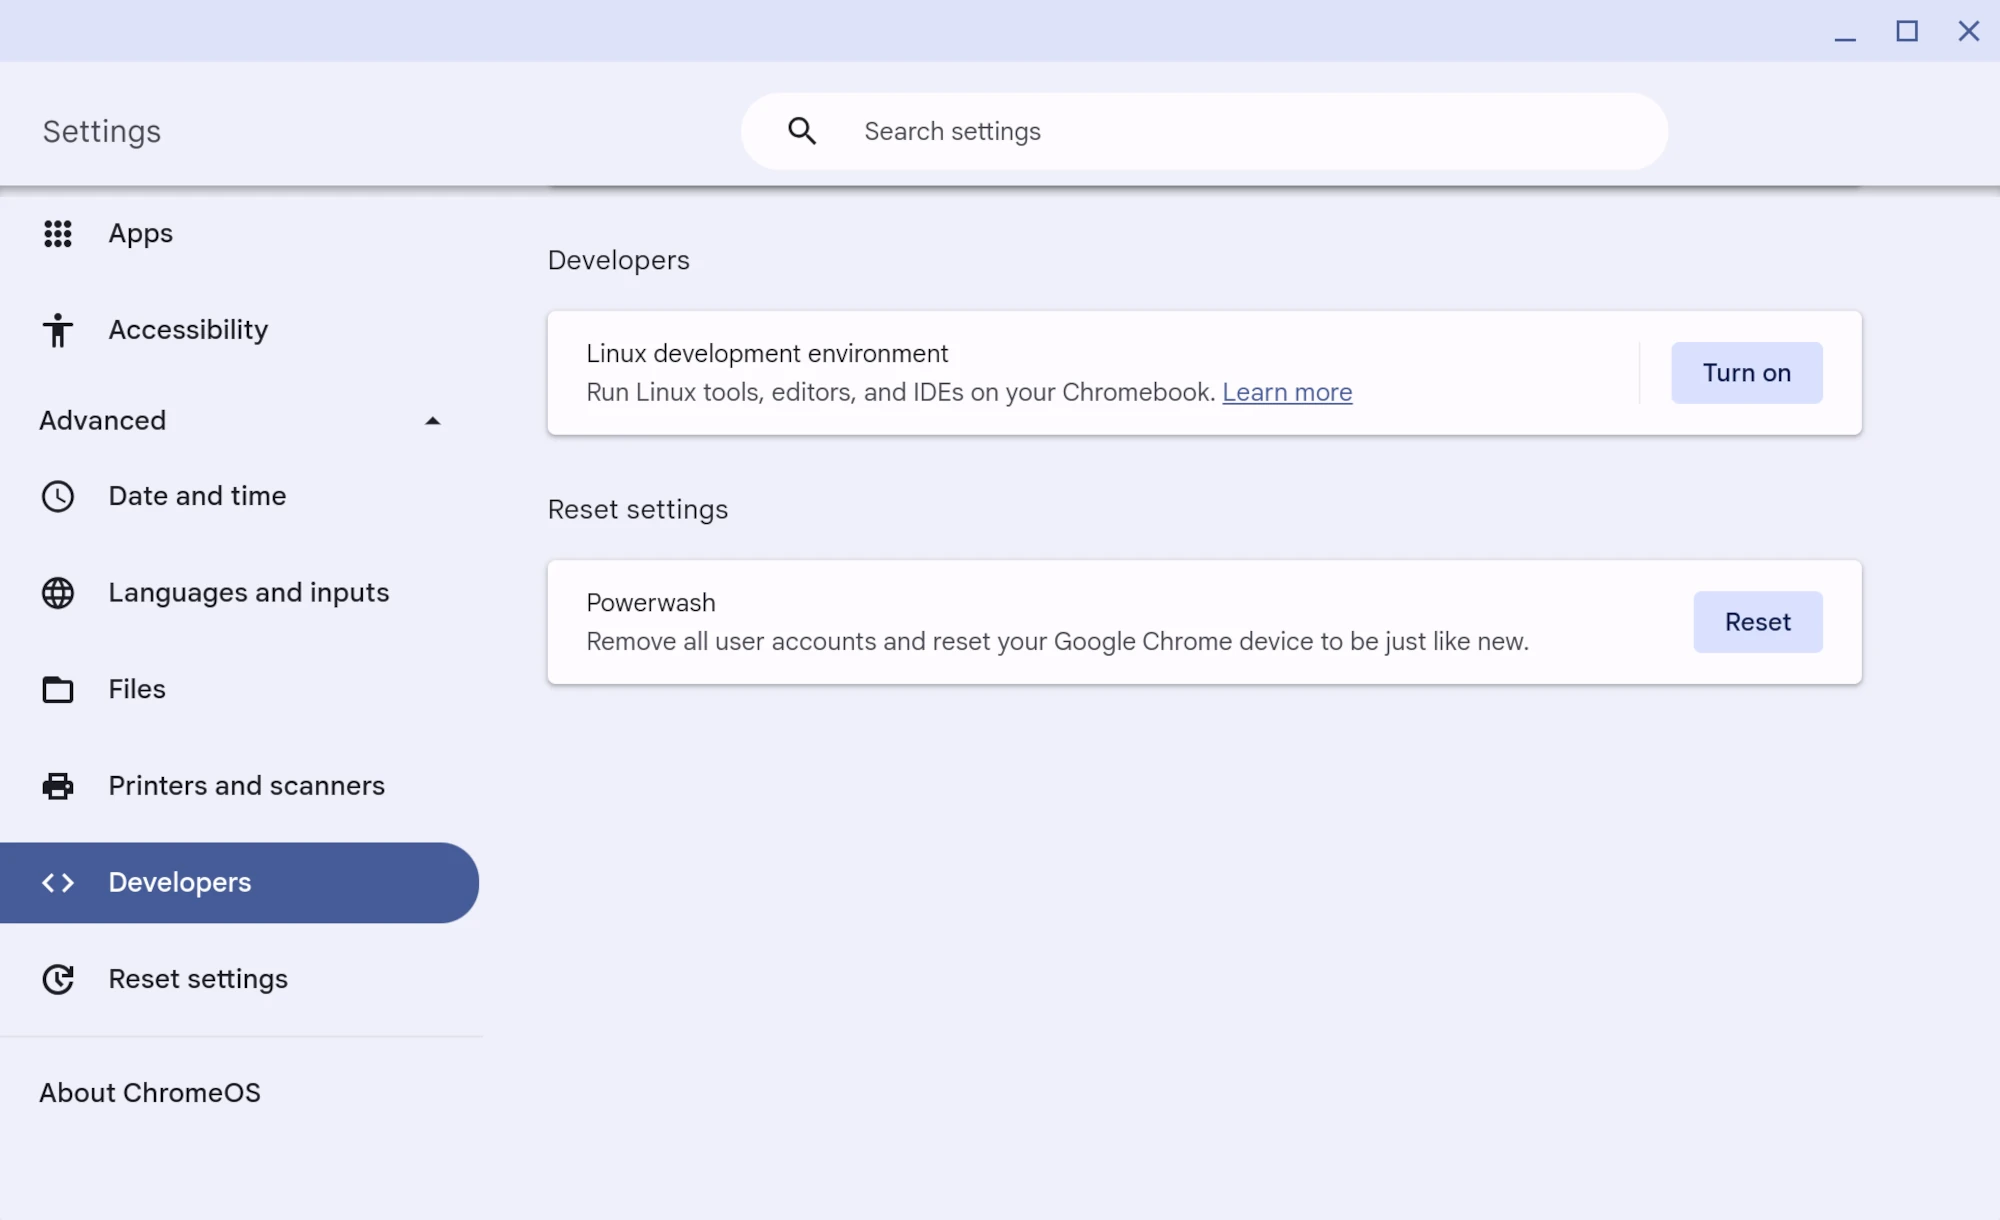 Settings
Search settings
Apps
Accessibility
Advanced
Date and time
Languages and inputs
Files
Printers and scanners
Developers
Reset settings
About ChromeOS
Developers
Linux development environment
Run Linux tools, editors, and IDEs on your Chromebook. Learn more
Turn on
Reset settings
Powerwash
Remove all user accounts and reset your Google Chrome device to be just like new.
Reset